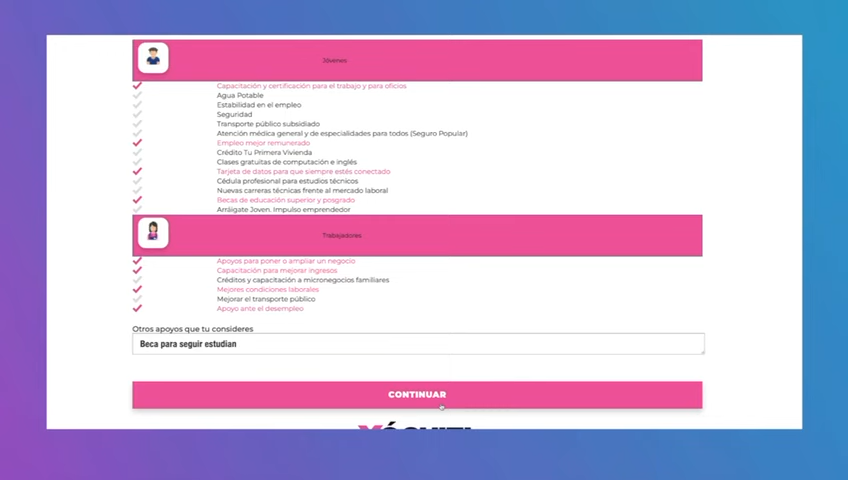 Jóvenes
Capacitación y certificación para el trabajo y para oficios
Agua Potable
Estabilidad en el empleo
Seguridad
Transporte público subsidiado
Atención médica general y de especialidades para todos (Seguro Popular)
Empleo mejor remunerado
Crédito Tu Primera Vivienda
Clases gratuitas de computación e inglés
Tarjeta de datos para que siempre estés conectado
Cédula profesional para estudios técnicos
Nuevas carreras técnicas frente al mercado laboral
Becas de educación superior y posgrado
Arráigate Joven. Impulso emprendedor
Trabajadores
Apoyos para poner o ampliar un negocio
Capacitación para mejorar ingresos
Créditos y capacitación a micronegocios familiares
Mejores condiciones laborales
Mejorar el transporte público
Apoyo ante el desempleo
Otros apoyos que tu consideres
Beca para seguir estudian
CONTINUAR